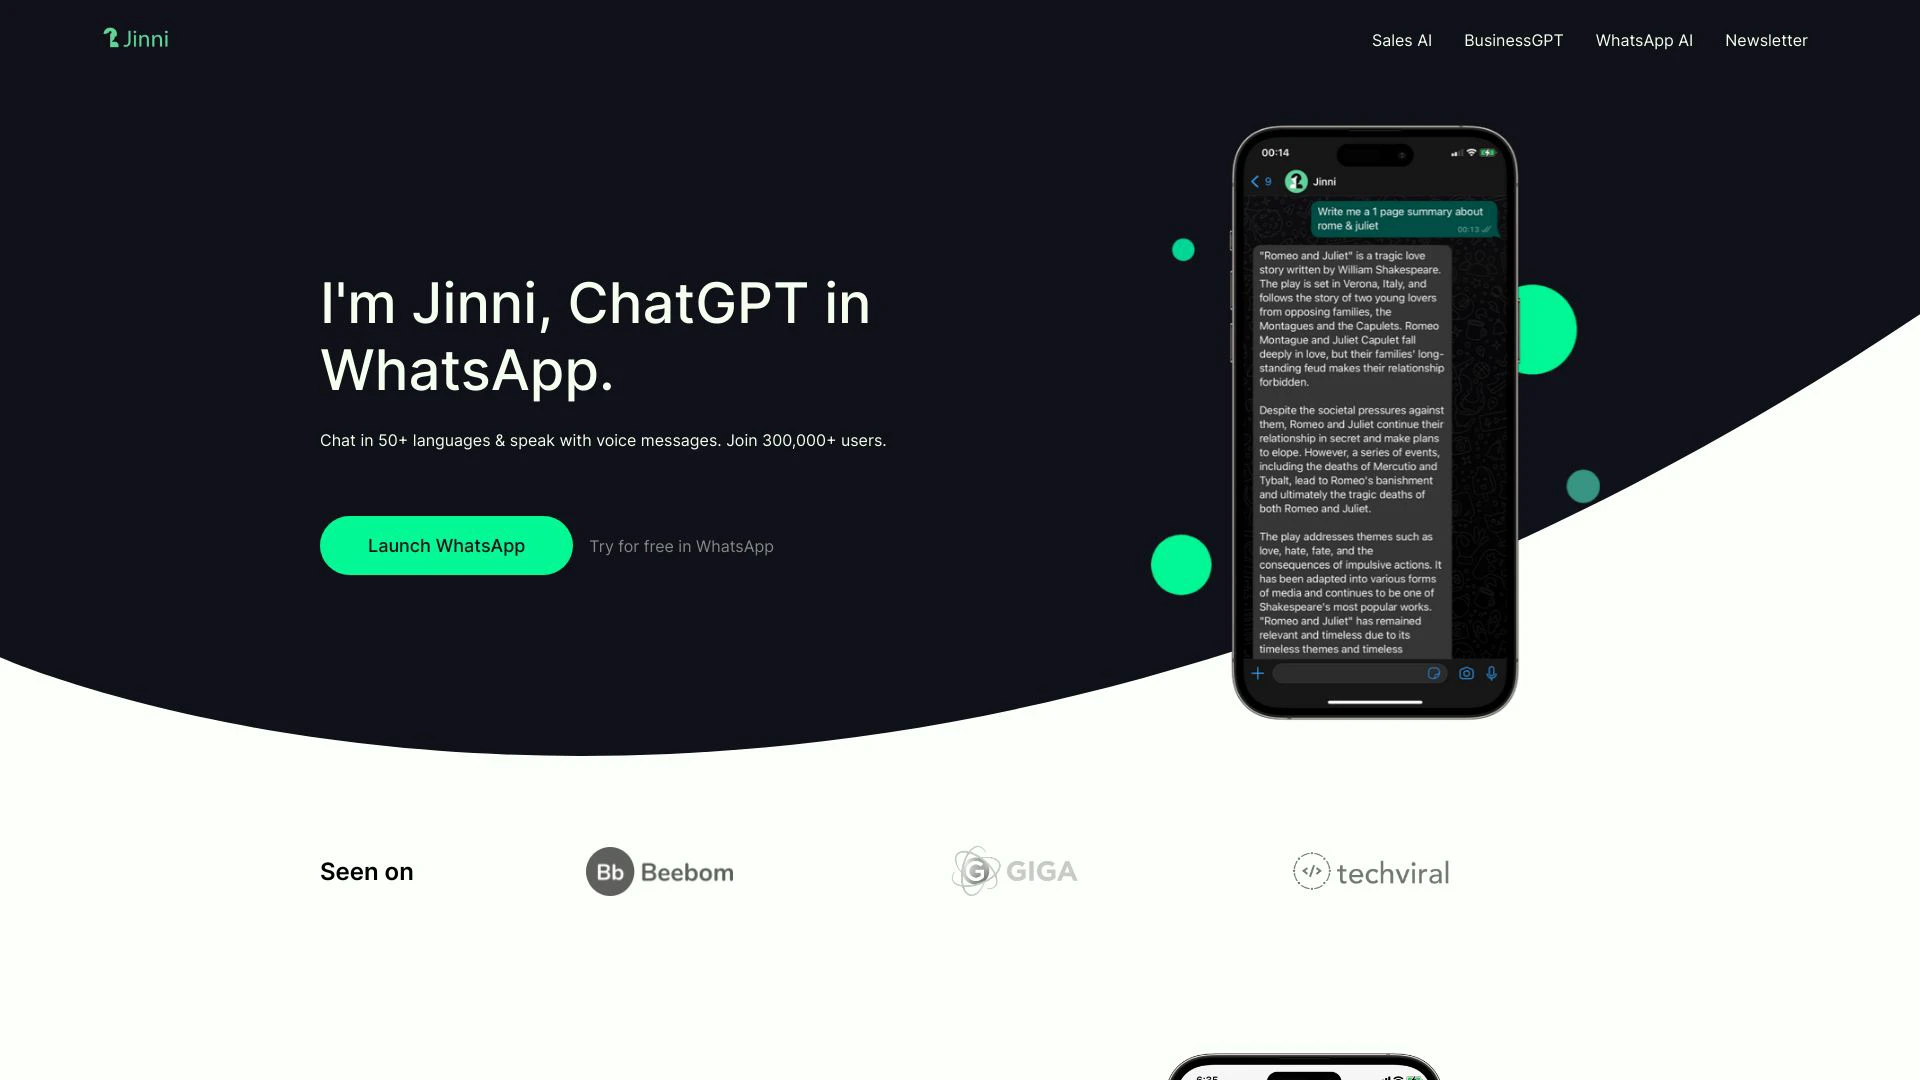 Jinni
Sales AI
BusinessGPT
WhatsApp AI
Newsletter
I'm Jinni, ChatGPT in
WhatsApp.
Chat in 50+ languages & speak with voice messages. Join 300,000+ users.
Launch WhatsApp
Try for free in WhatsApp
00:14
9
Jinni
Write me a 1 page summary about
rome & juliet
00:13
"Romeo and Juliet" is a tragic love
story written by William Shakespeare.
The play is set in Verona, Italy, and
follows the story of two young lovers
from opposing families, the
Montagues and the Capulets. Romeo
Montague and Juliet Capulet fall
deeply in love, but their families' long-
standing feud makes their relationship
forbidden.
Despite the societal pressures against
them, Romeo and Juliet continue their
relationship in secret and make plans
to elope. However, a series of events,
including the deaths of Mercutio and
Tybalt, lead to Romeo's banishment
and ultimately the tragic deaths of
both Romeo and Juliet.
The play addresses themes such as
love, hate, fate, and the
consequences of impulsive actions. It
has been adapted into various forms
of media and continues to be one of
Shakespeare's most popular works.
"Romeo and Juliet" has remained
relevant and timeless due to its
timeless themes and timeless
Seen on
Bb Beebom
G GIGA
</> techviral